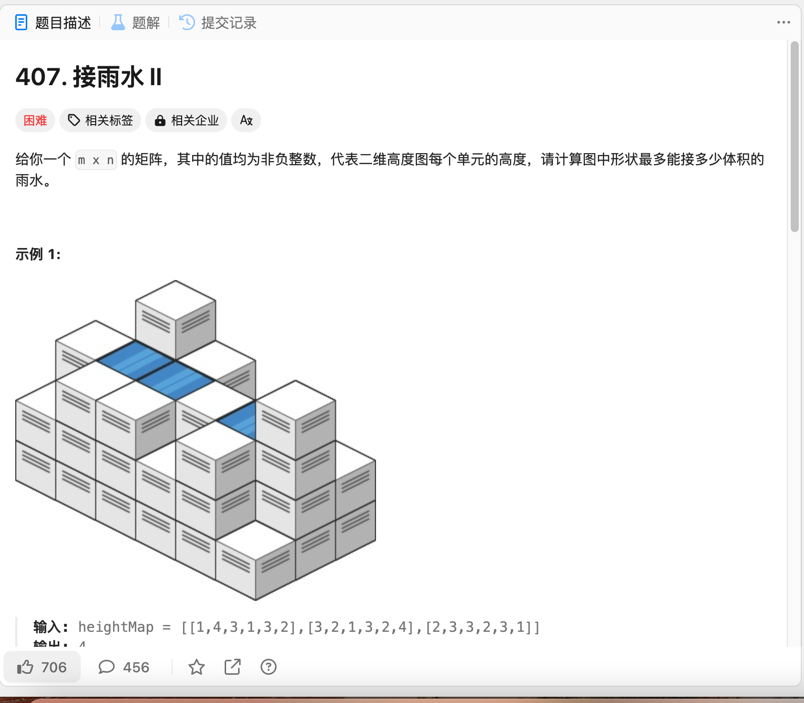 题目描述 题解 提交记录
407. 接雨水 II
困难 相关标签 相关企业 Aあ
给你一个 m x n 的矩阵，其中的值均为非负整数，代表二维高度图每个单元的高度，请计算图中形状最多能接多少体积的
雨水。
示例 1:
输入: heightMap = [[1,4,3,1,3,2],[3,2,1,3,2,4],[2,3,3,2,3,1]]
输出: 4
706 456